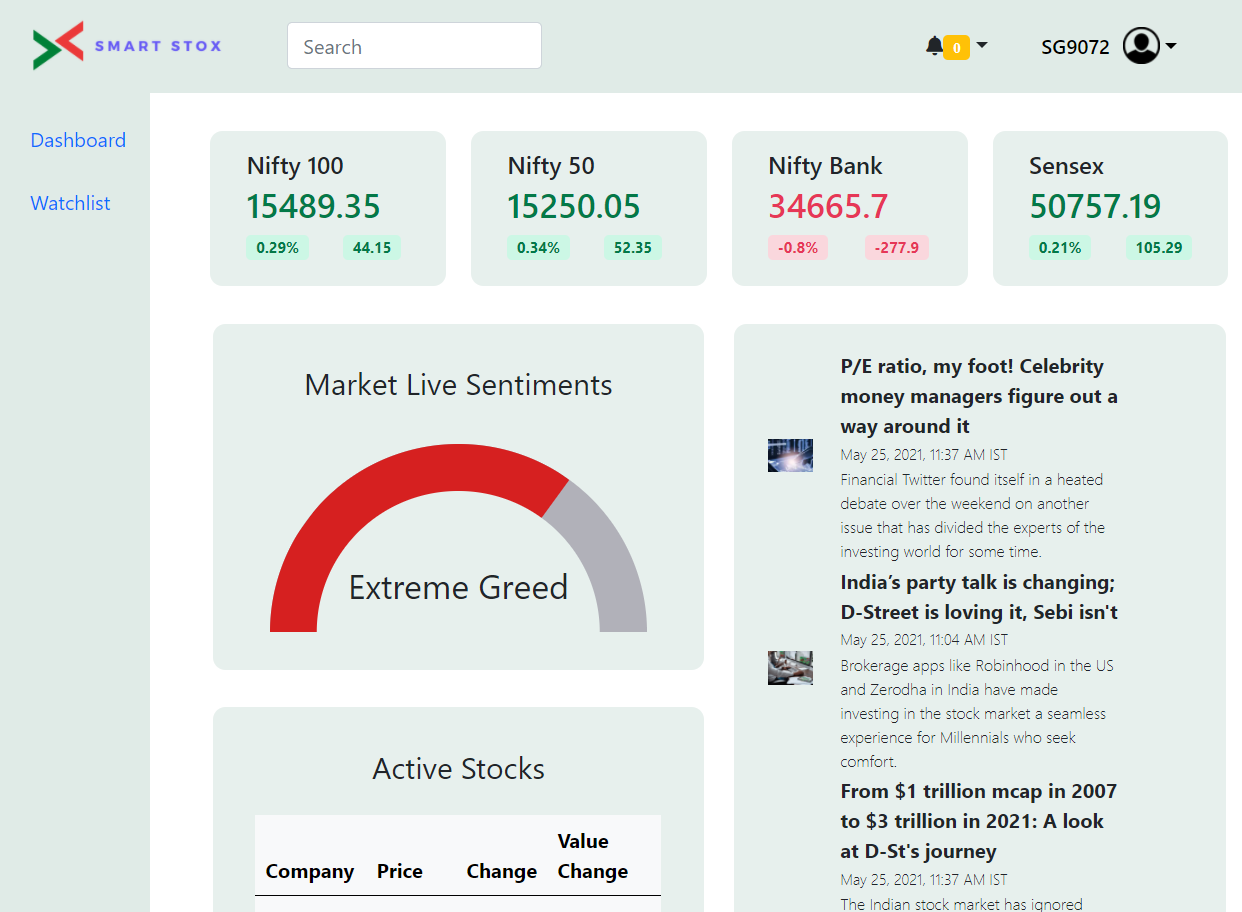 SMART STOX
Search
0
SG9072
Dashboard
Watchlist
Nifty 100
15489.35
0.29% 44.15
Nifty 50
15250.05
0.34% 52.35
Nifty Bank
34665.7
-0.8% -277.9
Sensex
50757.19
0.21% 105.29
Market Live Sentiments
Extreme Greed
Active Stocks
Company Price Change Value Change
P/E ratio, my foot! Celebrity
money managers figure out a
way around it
May 25, 2021, 11:37 AM IST
Financial Twitter found itself in a heated
debate over the weekend on another
issue that has divided the experts of the
investing world for some time.
India’s party talk is changing;
D-Street is loving it, Sebi isn't
May 25, 2021, 11:04 AM IST
Brokerage apps like Robinhood in the US
and Zerodha in India have made
investing in the stock market a seamless
experience for Millennials who seek
comfort.
From $1 trillion mcap in 2007
to $3 trillion in 2021: A look
at D-St's journey
May 25, 2021, 11:37 AM IST
The Indian stock market has ignored